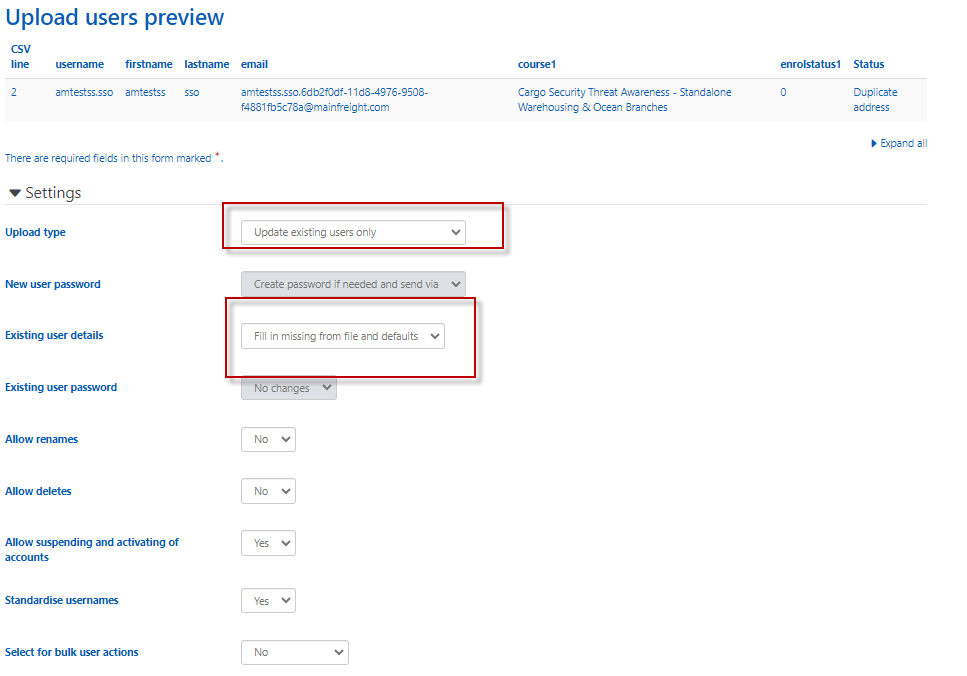 Upload users preview
CSV line username firstname lastname email course1 enrolstatus1 Status
2 amtestss.sso amtestss sso amtestss.sso.6db2f0df-11d8-4976-9508-f4881fb5c78a@mainfreight.com Cargo Security Threat Awareness - Standalone Warehousing & Ocean Branches 0 Duplicate address
Expand all
There are required fields in this form marked * .
Settings
Upload type Update existing users only
New user password Create password if needed and send via
Existing user details Fill in missing from file and defaults
Existing user password No changes
Allow renames No
Allow deletes No
Allow suspending and activating of accounts Yes
Standardise usernames Yes
Select for bulk user actions No